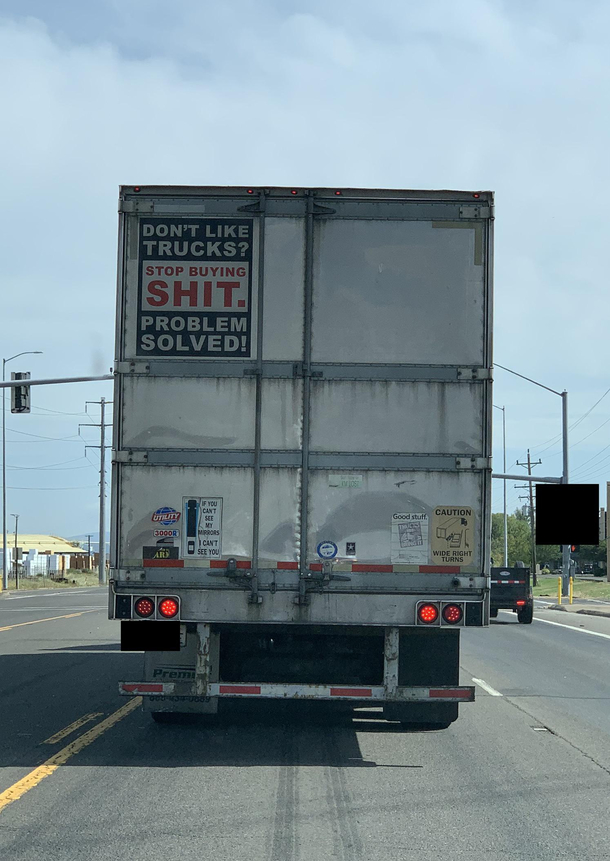 DON'T LIKE
TRUCKS?
STOP BUYING
SHIT.
PROBLEM
SOLVED!
UTILITY
3000R
ABS
IF YOU
CAN'T
SEE
MY
MIRRORS
I CAN'T
SEE YOU
Good stuff.
CAUTION
WIDE RIGHT
TURNS